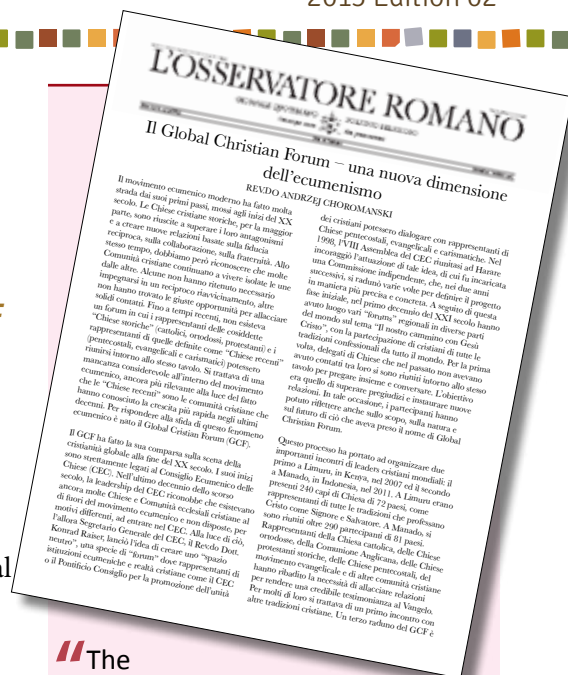 2015 Edition 02
L'OSSERVATORE ROMANO
Il Global Christian Forum – una nuova dimensione
dell'ecumenismo
REV.DO ANDRZEJ CHOROMANSKI
Il movimento ecumenico moderno ha fatto molta
strada dai suoi primi passi, mossi agli inizi del XX
secolo. Le Chiese cristiane storiche, per la maggior
parte, sono riuscite a superare i loro antagonismi
e a creare nuove relazioni basate sulla fiducia
reciproca, sulla collaborazione, sulla fraternità. Allo
stesso tempo, dobbiamo però riconoscere che molte
Comunità cristiane continuano a vivere isolate le une
dalle altre. Alcune non hanno ritenuto necessario
impegnarsi in un reciproco riavvicinamento, altre
non hanno trovato le giuste opportunità per allacciare
solidi contatti. Fino a tempi recenti, non esisteva
un forum in cui i rappresentanti delle cosiddette
"Chiese storiche" (cattolici, ortodossi, protestanti) e i
rappresentanti di quelle definite come "Chiese recenti"
(pentecostali, evangelicali e carismatici) potessero
riunirsi intorno allo stesso tavolo. Si trattava di una
mancanza considerevole all'interno del movimento
ecumenico, ancora più rilevante alla luce del fatto
che le "Chiese recenti" sono le comunità cristiane che
hanno conosciuto la crescita più rapida negli ultimi
decenni. Per rispondere alla sfida di questo fenomeno
ecumenico è nato il Global Cristian Forum (GCF).
Il GCF ha fatto la sua comparsa sulla scena della
cristianità globale alla fine del XX secolo. I suoi inizi
sono strettamente legati al Consiglio Ecumenico delle
Chiese (CEC). Nell'ultimo decennio dello scorso
secolo, la leadership del CEC riconobbe che esistevano
ancora molte Chiese e Comunità ecclesiali cristiane al
di fuori del movimento ecumenico e non disposte, per
motivi differenti, ad entrare nel CEC. Alla luce di ciò,
l'allora Segretario Generale del CEC, il Rev.do Dott.
Konrad Raiser, lanciò l'idea di creare uno "spazio
neutro", una specie di "forum" dove rappresentanti di
istituzioni ecumeniche e realtà cristiane come il CEC
o il Pontificio Consiglio per la promozione dell'unità
dei cristiani potessero dialogare con rappresentanti di
Chiese pentecostali, evangelicali e carismatiche. Nel
1998, l'VIII Assemblea del CEC riunitasi ad Harare
incoraggiò l'attuazione di tale idea, di cui fu incaricata
una Commissione indipendente, che, nei due anni
successivi, si radunò varie volte per definire il progetto
in maniera più precisa e concreta. A seguito di questa
fase iniziale, nel primo decennio del XXI secolo hanno
avuto luogo vari "forums" regionali in diverse parti
del mondo sul tema "Il nostro cammino con Gesù
Cristo", con la partecipazione di cristiani di tutte le
tradizioni confessionali da tutto il mondo. Per la prima
volta, delegati di Chiese che nel passato non avevano
avuto contatti tra loro si sono riuniti intorno allo stesso
tavolo per pregare insieme e conversare. L'obiettivo
era quello di superare pregiudizi e instaurare nuove
relazioni. In tale occasione, i partecipanti hanno
potuto riflettere anche sullo scopo, sulla natura e
sul futuro di ciò che aveva preso il nome di Global
Christian Forum.
Questo processo ha portato ad organizzare due
importanti incontri di leaders cristiani mondiali: il
primo a Limuru, in Kenya, nel 2007 ed il secondo
a Manado, in Indonesia, nel 2011. A Limuru erano
presenti 240 capi di Chiesa di 72 paesi, come
rappresentanti di tutte le tradizioni che professano
Cristo come Signore e Salvatore. A Manado, si
sono riuniti oltre 290 partecipanti di 81 paesi.
Rappresentanti della Chiesa cattolica, delle Chiese
ortodosse, della Comunione Anglicana, delle Chiese
protestanti storiche, delle Chiese pentecostali, del
movimento evangelicale e di altre comunità cristiane
hanno ribadito la necessità di allacciare relazioni
per rendere una credibile testimonianza al Vangelo.
Per molti di loro si trattava di un primo incontro con
altre tradizioni cristiane. Un terzo raduno del GCF è
al
"The